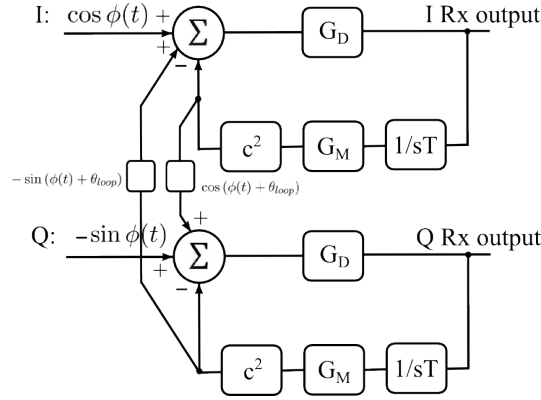 I: cos ϕ(t) + Σ G_D I Rx output
+
−
c² G_M 1/sT
− sin (ϕ(t) + θ_loop) cos (ϕ(t) + θ_loop)
+
Q: −sin ϕ(t) Σ G_D Q Rx output
+
−
c² G_M 1/sT